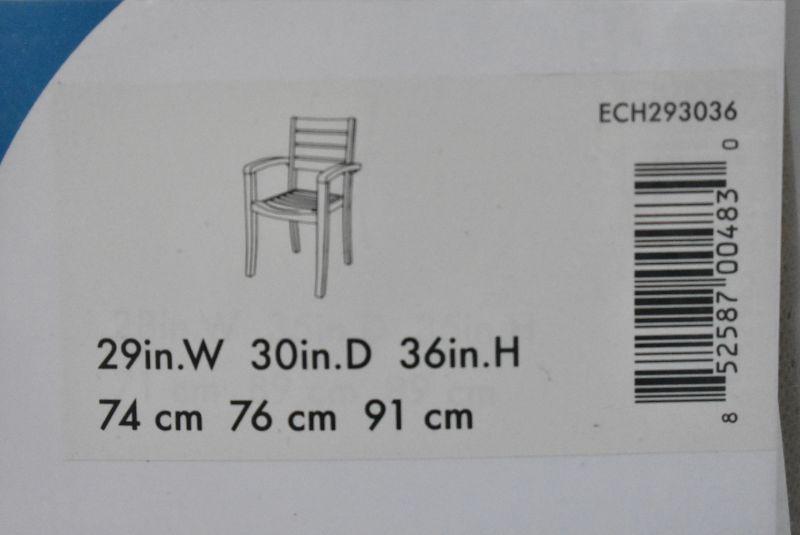 ECH293036
8 52587 00483 0
29in.W 30in.D 36in.H
74 cm 76 cm 91 cm